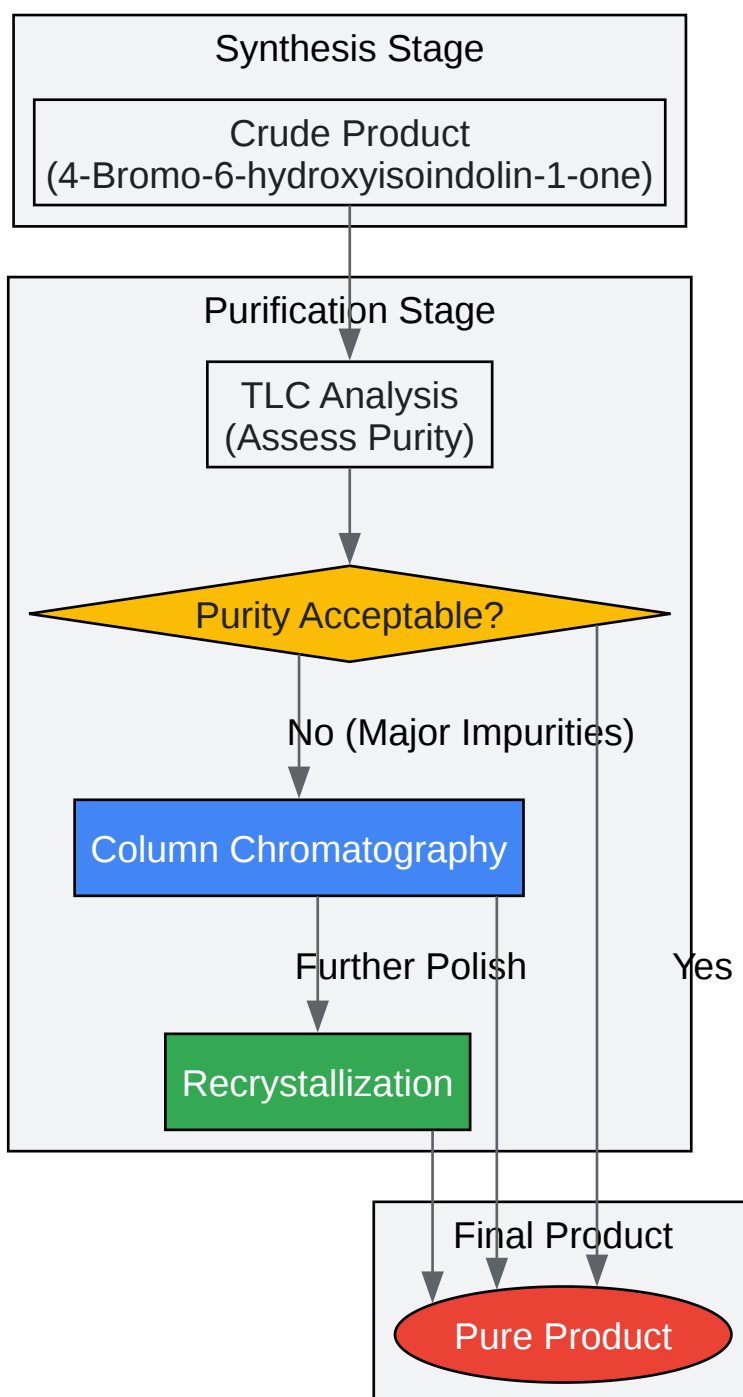 Synthesis Stage
Crude Product
(4-Bromo-6-hydroxyisoindolin-1-one)
Purification Stage
TLC Analysis
(Assess Purity)
Purity Acceptable?
No (Major Impurities)
Column Chromatography
Further Polish
Yes
Recrystallization
Final Product
Pure Product